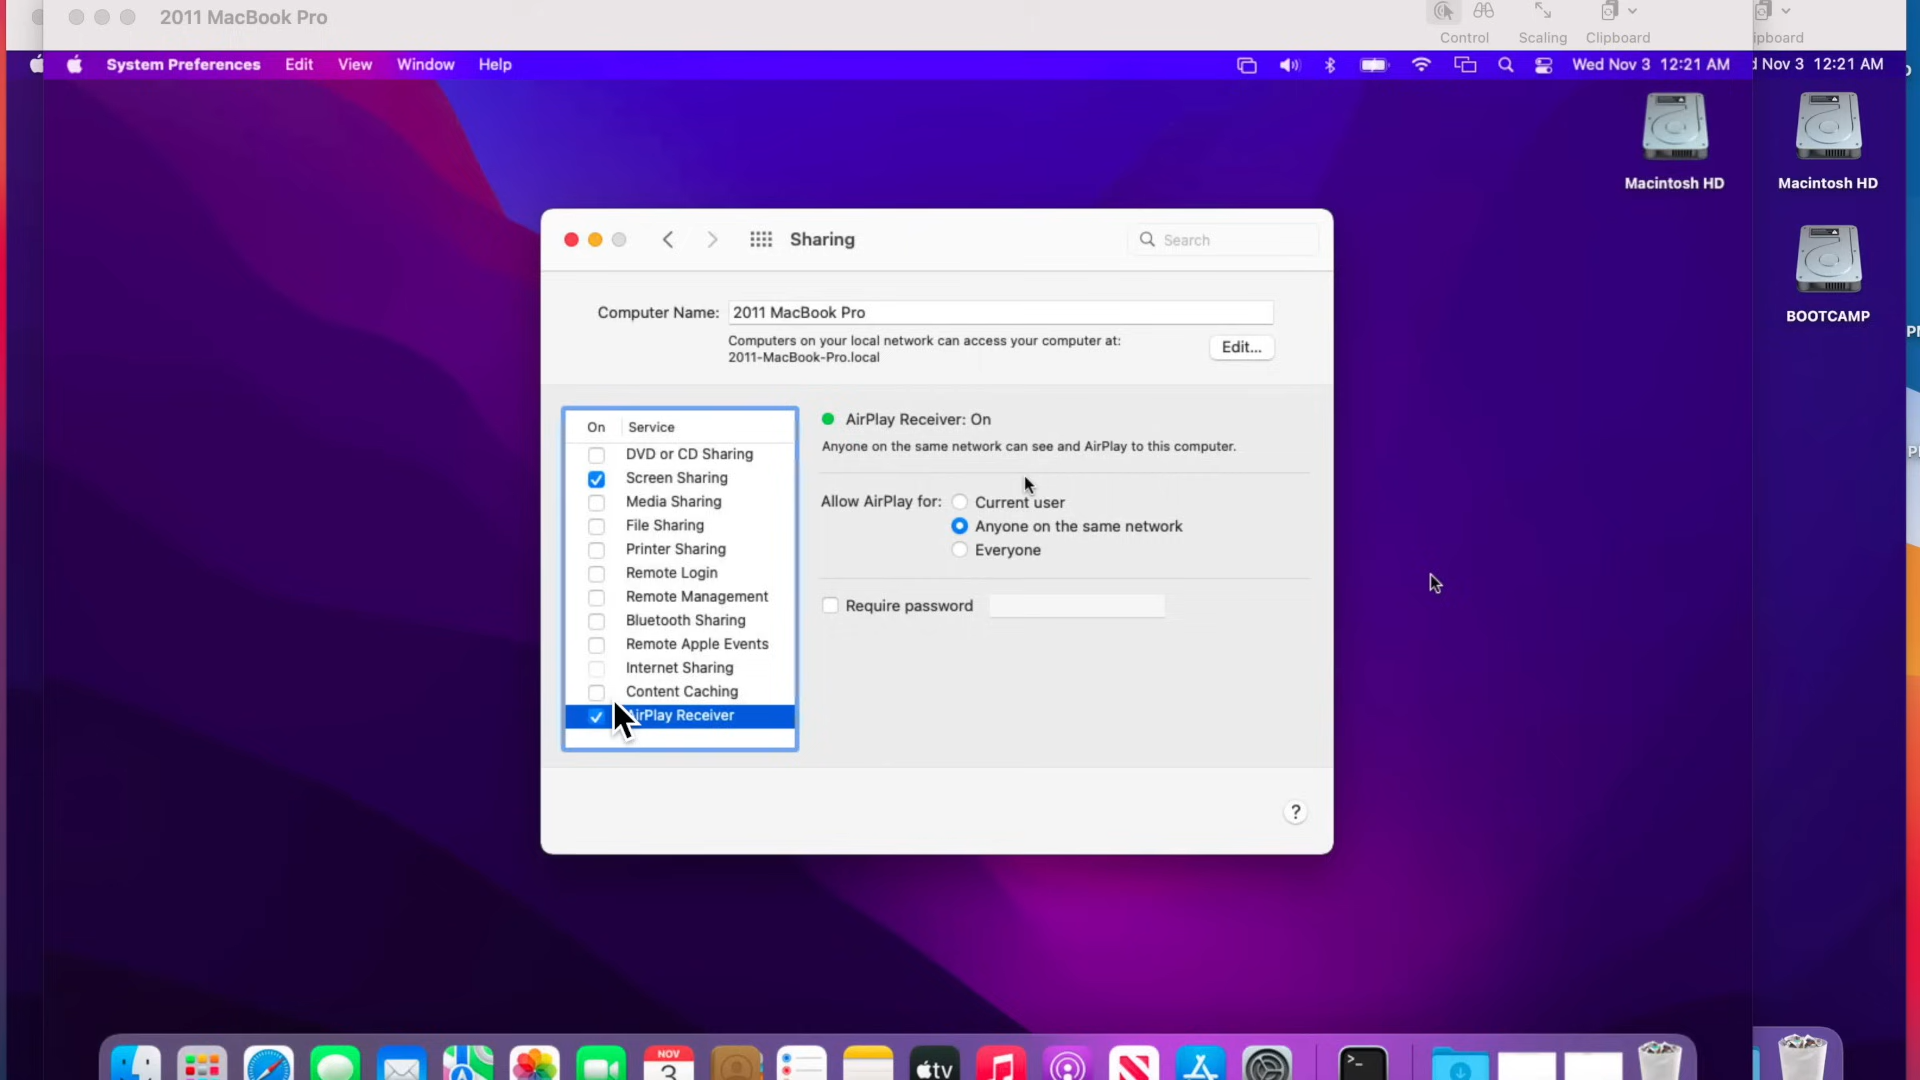 2011 MacBook Pro
Control
Scaling
Clipboard
ipboard
System Preferences
Edit
View
Window
Help
Wed Nov 3 12:21 AM
Nov 3 12:21 AM
Macintosh HD
Macintosh HD
BOOTCAMP
Sharing
Search
Computer Name:
2011 MacBook Pro
Computers on your local network can access your computer at:
2011-MacBook-Pro.local
Edit...
On
Service
DVD or CD Sharing
Screen Sharing
Media Sharing
File Sharing
Printer Sharing
Remote Login
Remote Management
Bluetooth Sharing
Remote Apple Events
Internet Sharing
Content Caching
AirPlay Receiver
AirPlay Receiver: On
Anyone on the same network can see and AirPlay to this computer.
Allow AirPlay for:
Current user
Anyone on the same network
Everyone
Require password
?
NOV
3
tv
>_